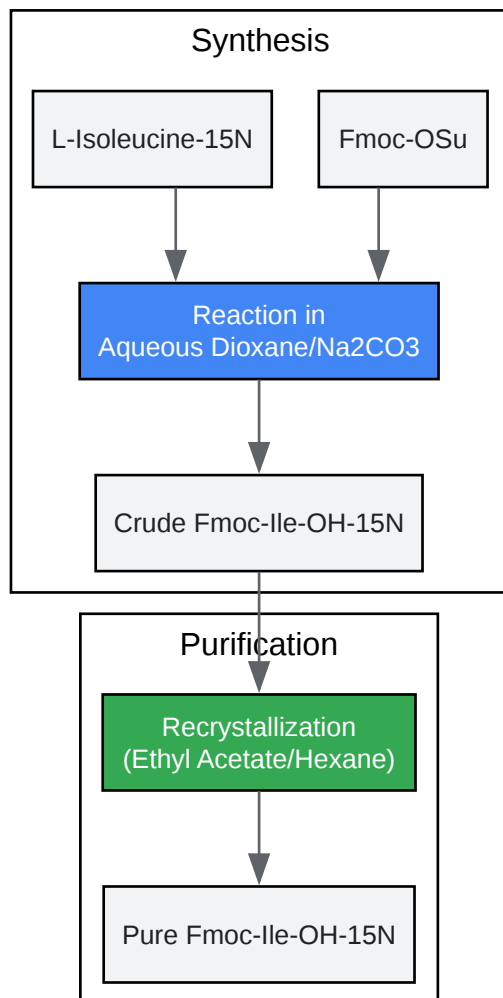 Synthesis
L-Isoleucine-15N
Fmoc-OSu
Reaction in
Aqueous Dioxane/Na2CO3
Crude Fmoc-Ile-OH-15N
Purification
Recrystallization
(Ethyl Acetate/Hexane)
Pure Fmoc-Ile-OH-15N